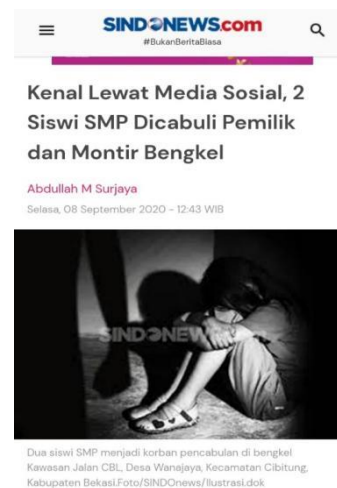 SINDONEWS.com
#BukanBeritaBiasa
Kenal Lewat Media Sosial, 2
Siswi SMP Dicabuli Pemilik
dan Montir Bengkel
Abdullah M Surjaya
Selasa, 08 September 2020 - 12:43 WIB
SINDONEWS
Dua siswi SMP menjadi korban pencabulan di bengkel
Kawasan Jalan CBL, Desa Wanajaya, Kecamatan Cibitung,
Kabupaten Bekasi.Foto/SINDOnews/Ilustrasi.dok